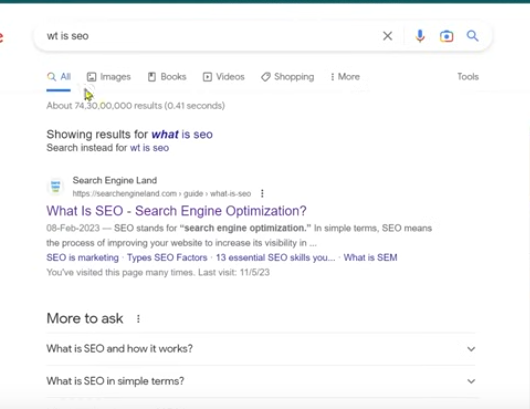 wt is seo
All Images Books Videos Shopping More Tools
About 74,30,00,000 results (0.41 seconds)
Showing results for what is seo
Search instead for wt is seo
Search Engine Land
https://searchengineland.com › guide › what-is-seo
What Is SEO - Search Engine Optimization?
08-Feb-2023 — SEO stands for “search engine optimization.” In simple terms, SEO means
the process of improving your website to increase its visibility in ...
SEO is marketing · Types SEO Factors · 13 essential SEO skills you... · What is SEM
You've visited this page many times. Last visit: 11/5/23
More to ask
What is SEO and how it works?
What is SEO in simple terms?